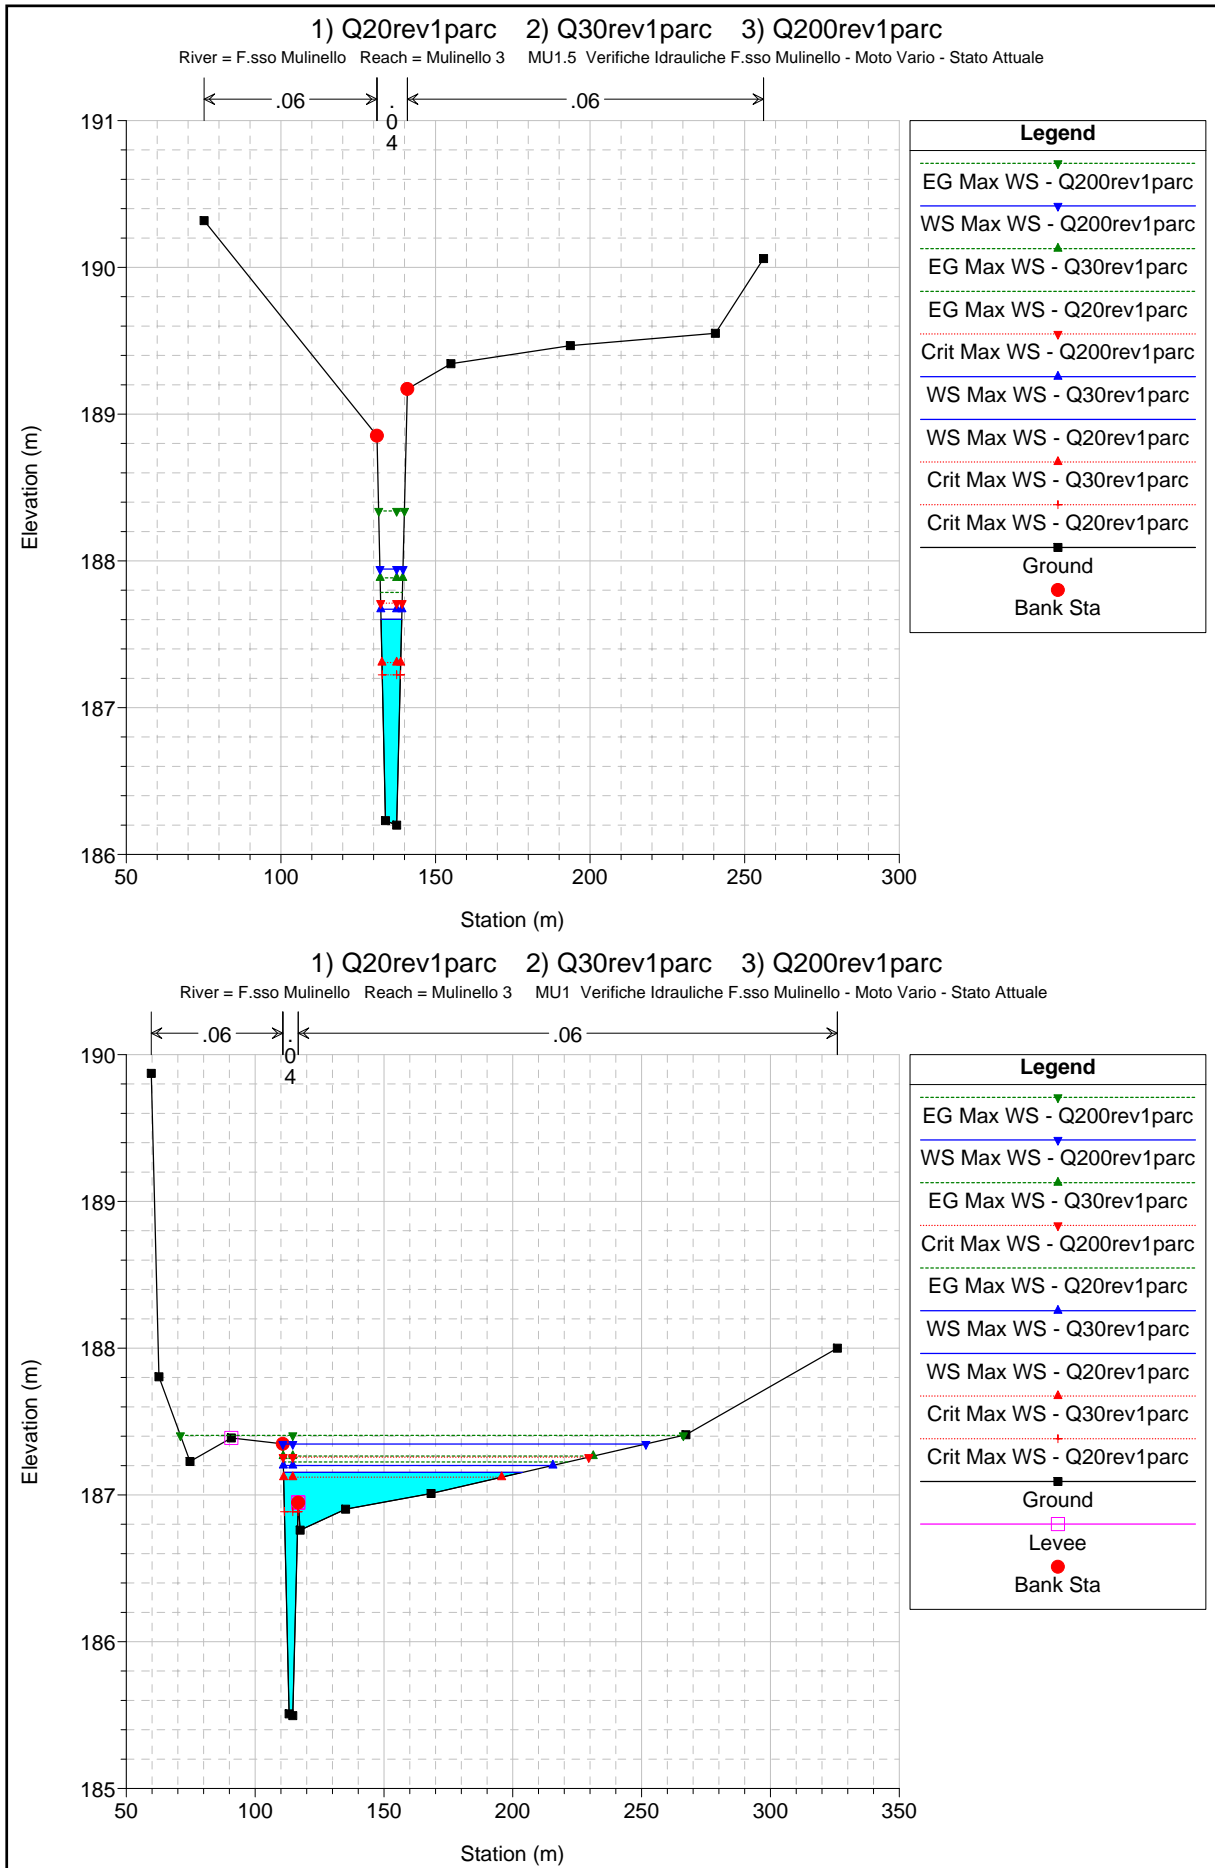 1) Q20rev1parc 2) Q30rev1parc 3) Q200rev1parc
River = F.sso Mulinello Reach = Mulinello 3 MU1.5 Verifiche Idrauliche F.sso Mulinello - Moto Vario - Stato Attuale
.06
.04
.06
191
190
189
188
187
186
Elevation (m)
50
100
150
200
250
300
Station (m)
Legend
EG Max WS - Q200rev1parc
WS Max WS - Q200rev1parc
EG Max WS - Q30rev1parc
EG Max WS - Q20rev1parc
Crit Max WS - Q200rev1parc
WS Max WS - Q30rev1parc
WS Max WS - Q20rev1parc
Crit Max WS - Q30rev1parc
Crit Max WS - Q20rev1parc
Ground
Bank Sta
1) Q20rev1parc 2) Q30rev1parc 3) Q200rev1parc
River = F.sso Mulinello Reach = Mulinello 3 MU1 Verifiche Idrauliche F.sso Mulinello - Moto Vario - Stato Attuale
.06
.04
.06
190
189
188
187
186
185
Elevation (m)
50
100
150
200
250
300
350
Station (m)
Legend
EG Max WS - Q200rev1parc
WS Max WS - Q200rev1parc
EG Max WS - Q30rev1parc
Crit Max WS - Q200rev1parc
EG Max WS - Q20rev1parc
WS Max WS - Q30rev1parc
WS Max WS - Q20rev1parc
Crit Max WS - Q30rev1parc
Crit Max WS - Q20rev1parc
Ground
Levee
Bank Sta